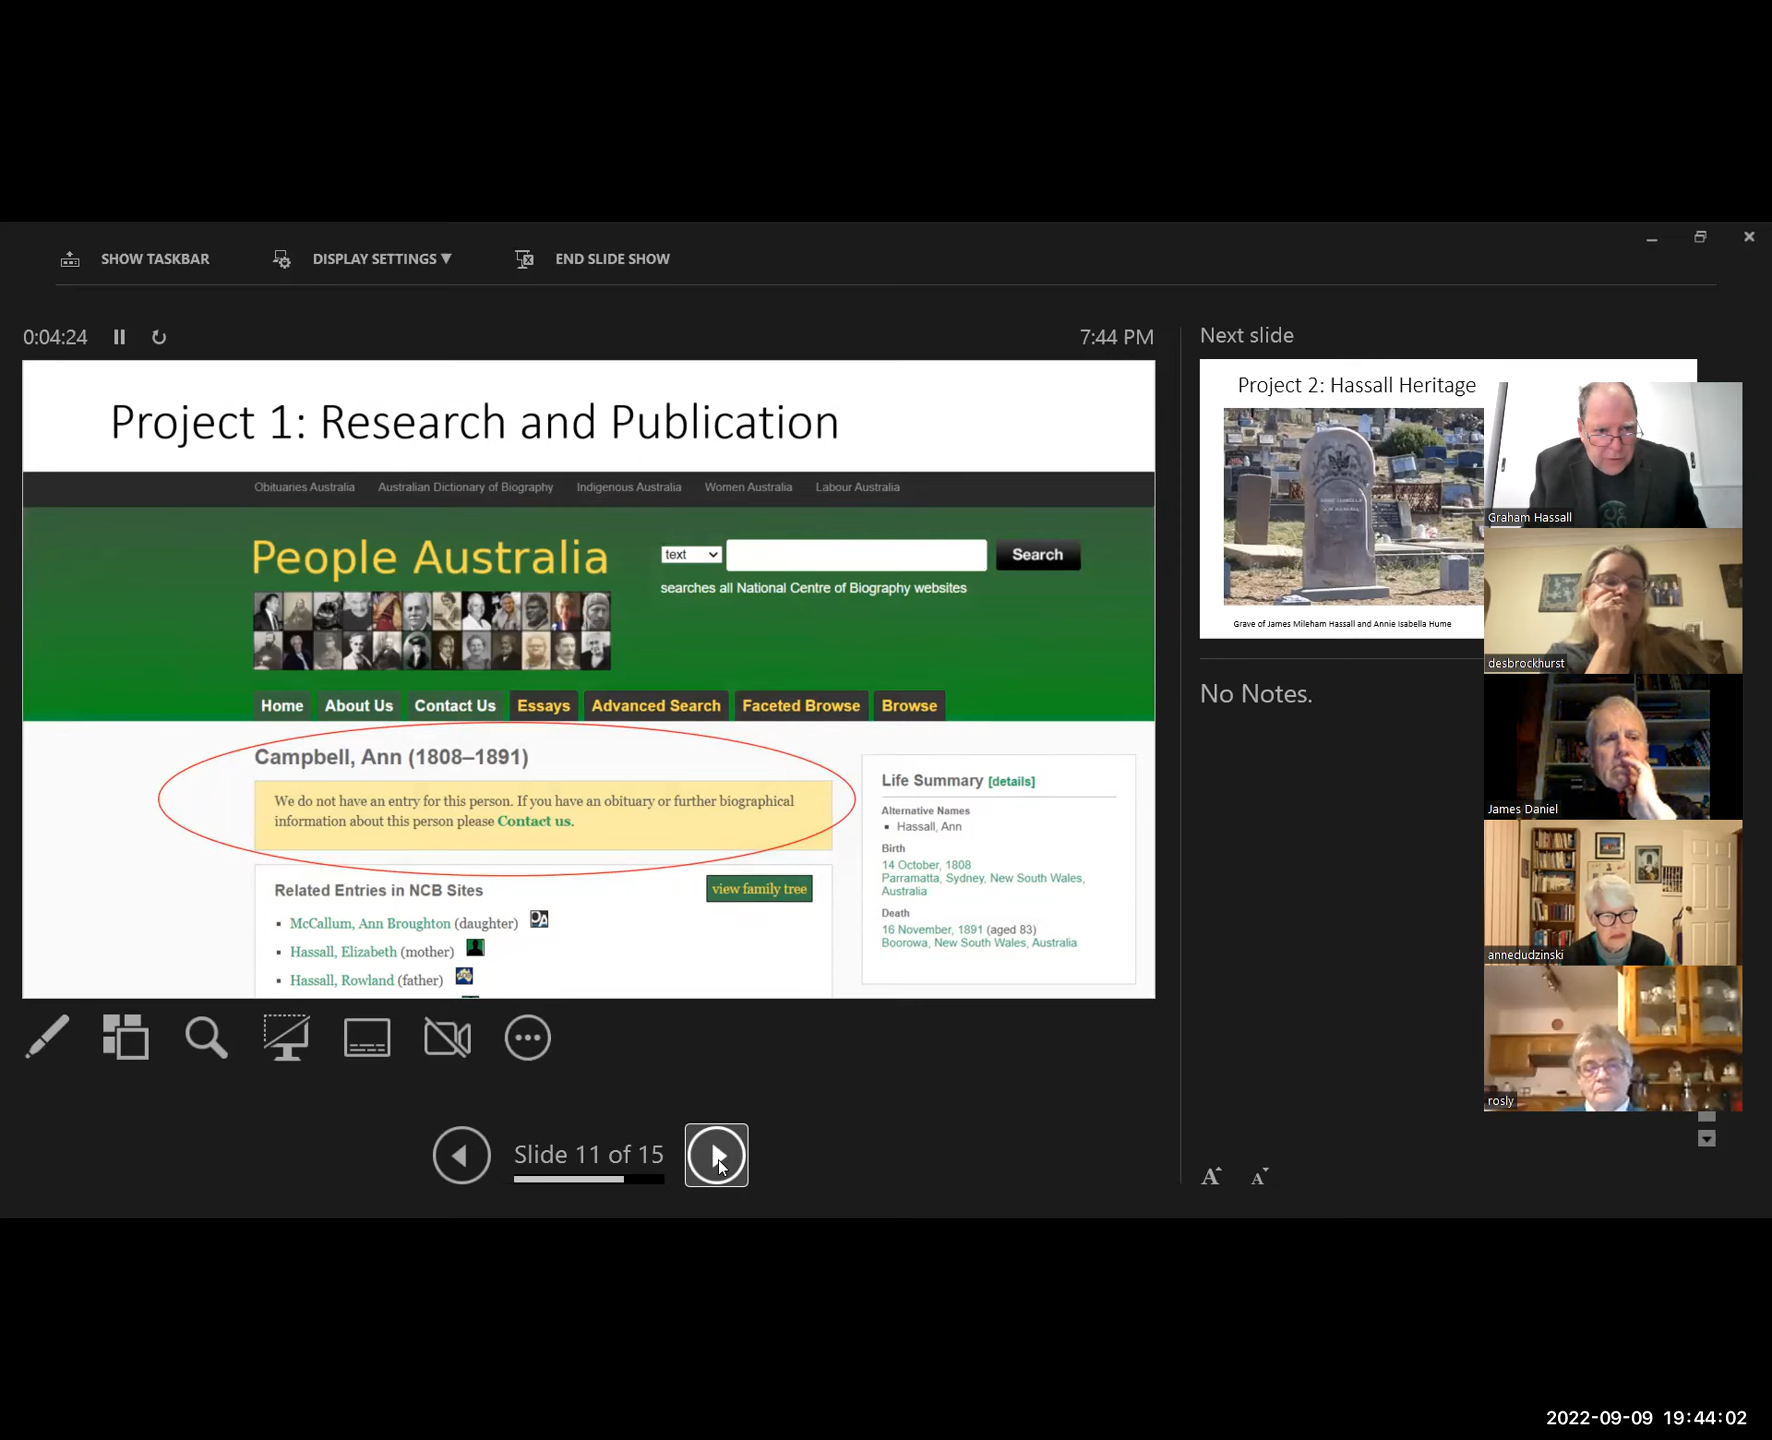 SHOW TASKBAR
DISPLAY SETTINGS ▼
END SLIDE SHOW
0:04:24
7:44 PM
Project 1: Research and Publication
Obituaries Australia Australian Dictionary of Biography Indigenous Australia Women Australia Labour Australia
People Australia
text
Search
searches all National Centre of Biography websites
Home About Us Contact Us Essays Advanced Search Faceted Browse Browse
Campbell, Ann (1808–1891)
We do not have an entry for this person. If you have an obituary or further biographical
information about this person please Contact us.
Related Entries in NCB Sites
view family tree
McCallum, Ann Broughton (daughter)
OA
Hassall, Elizabeth (mother)
Hassall, Rowland (father)
Life Summary [details]
Alternative Names
Hassall, Ann
Birth
14 October, 1808
Parramatta, Sydney, New South Wales,
Australia
Death
16 November, 1891 (aged 83)
Boorowa, New South Wales, Australia
Slide 11 of 15
Next slide
Project 2: Hassall Heritage
Grave of James Mileham Hassall and Annie Isabella Hume
No Notes.
Graham Hassall
desbrockhurst
James Daniel
annedudzinski
rosly
A A
2022-09-09 19:44:02